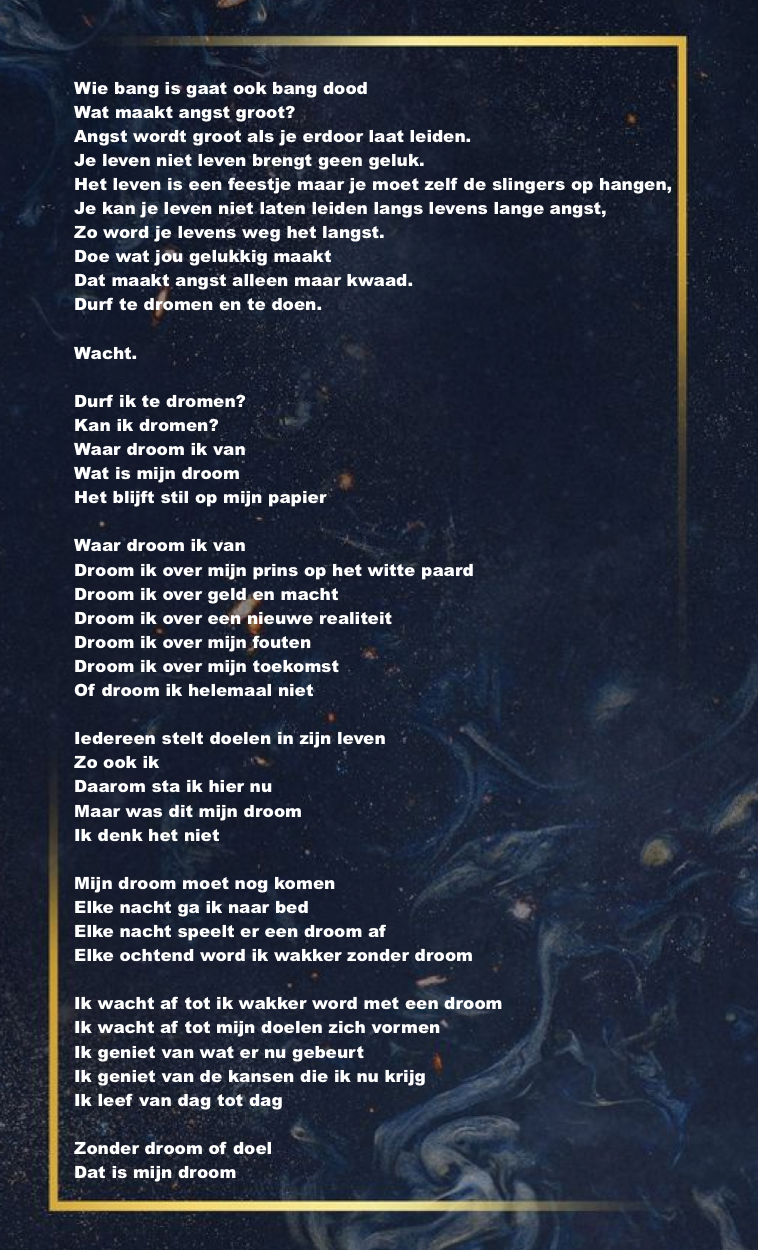 Wie bang is gaat ook bang dood
Wat maakt angst groot?
Angst wordt groot als je erdoor laat leiden.
Je leven niet leven brengt geen geluk.
Het leven is een feestje maar je moet zelf de slingers op hangen,
Je kan je leven niet laten leiden langs levens lange angst,
Zo word je levens weg het langst.
Doe wat jou gelukkig maakt
Dat maakt angst alleen maar kwaad.
Durf te dromen en te doen.

Wacht.

Durf ik te dromen?
Kan ik dromen?
Waar droom ik van
Wat is mijn droom
Het blijft stil op mijn papier

Waar droom ik van
Droom ik over mijn prins op het witte paard
Droom ik over geld en macht
Droom ik over een nieuwe realiteit
Droom ik over mijn fouten
Droom ik over mijn toekomst
Of droom ik helemaal niet

Iedereen stelt doelen in zijn leven
Zo ook ik
Daarom sta ik hier nu
Maar was dit mijn droom
Ik denk het niet

Mijn droom moet nog komen
Elke nacht ga ik naar bed
Elke nacht speelt er een droom af
Elke ochtend word ik wakker zonder droom

Ik wacht af tot ik wakker word met een droom
Ik wacht af tot mijn doelen zich vormen
Ik geniet van wat er nu gebeurt
Ik geniet van de kansen die ik nu krijg
Ik leef van dag tot dag

Zonder droom of doel
Dat is mijn droom